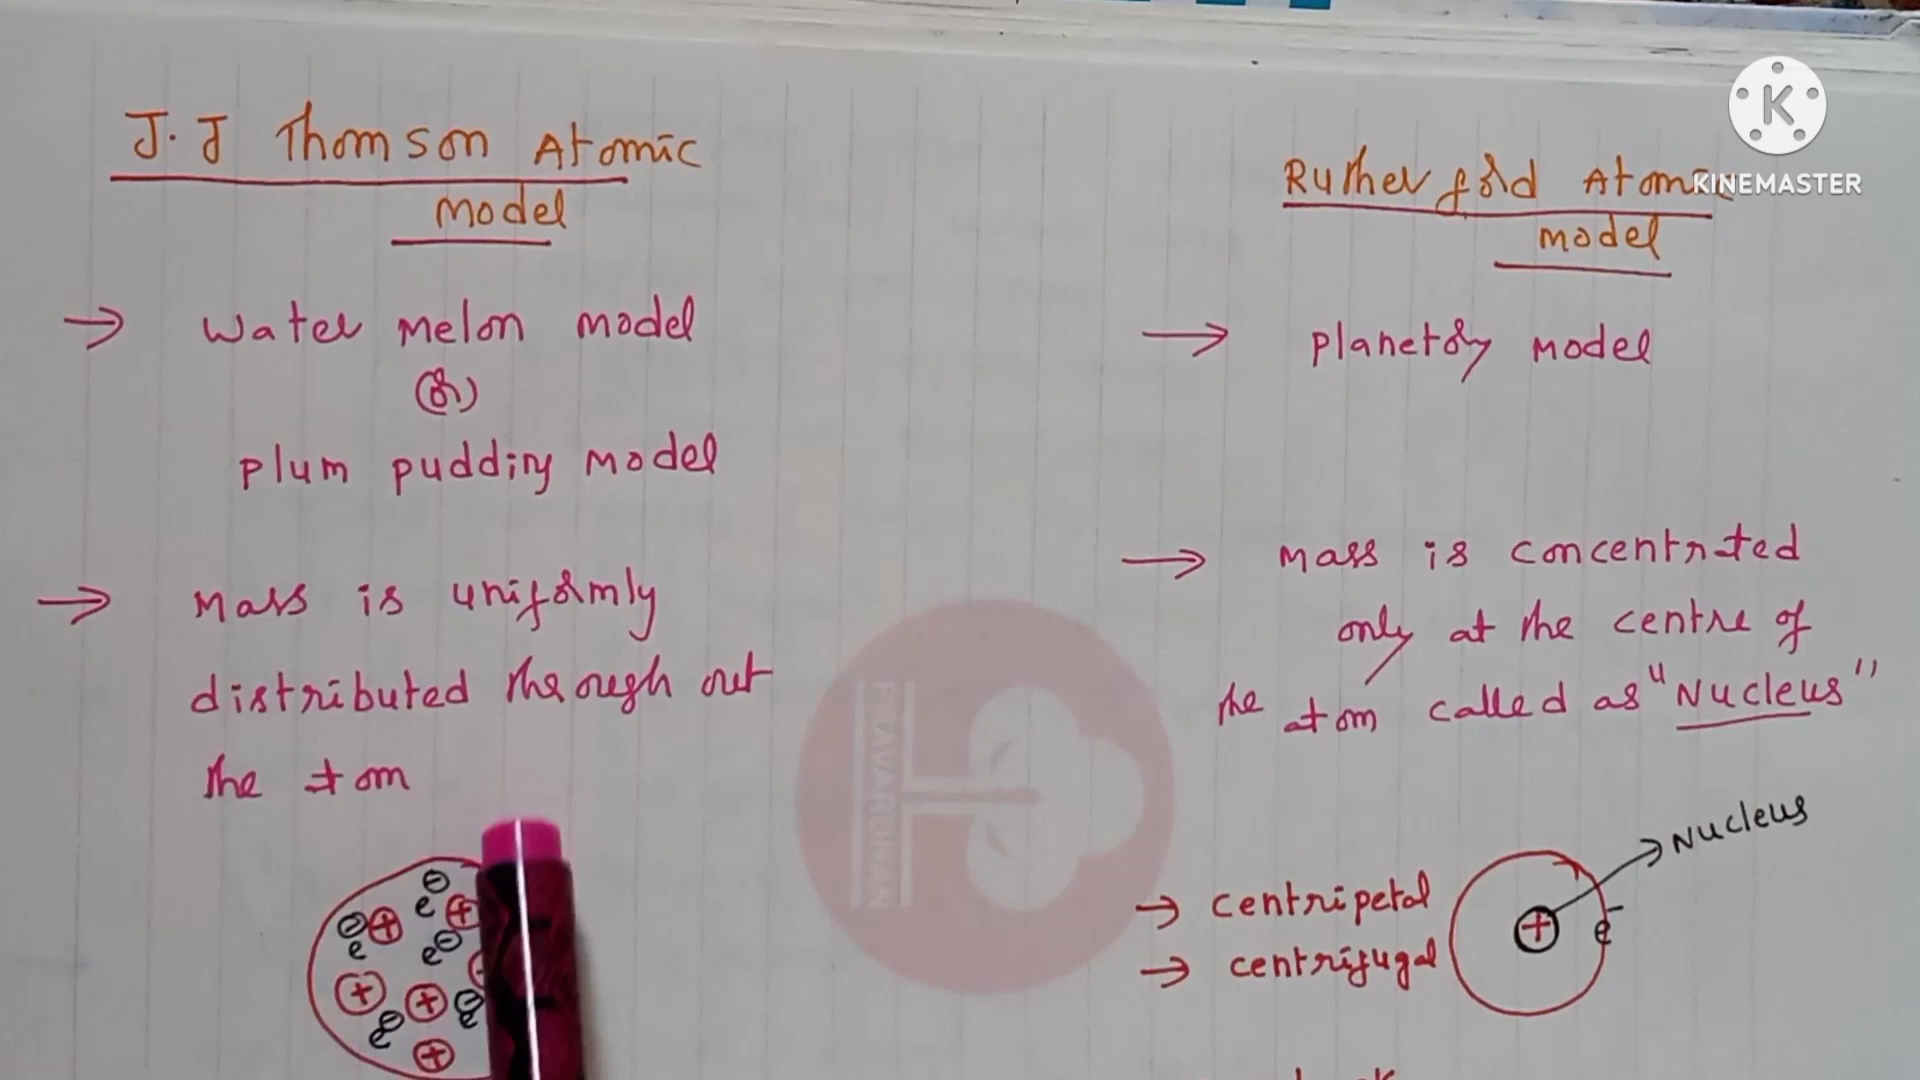 J. J Thomson Atomic
Model
→ Water Melon model
(or)
Plum pudding Model
→ Mass is uniformly
distributed through out
the atom
⊖
e ⊕
⊖ ⊕
e
⊖
e
⊕ ⊕ ⊖
e
⊖
e
⊕
Rutherford Atomic
Model
→ Planetory Model
→ Mass is concentrated
only at the centre of
the atom called as "Nucleus"
→ Nucleus
→ centripetal
→ centrifugal
+
e-
KINEMASTER
PRAVARDHAN